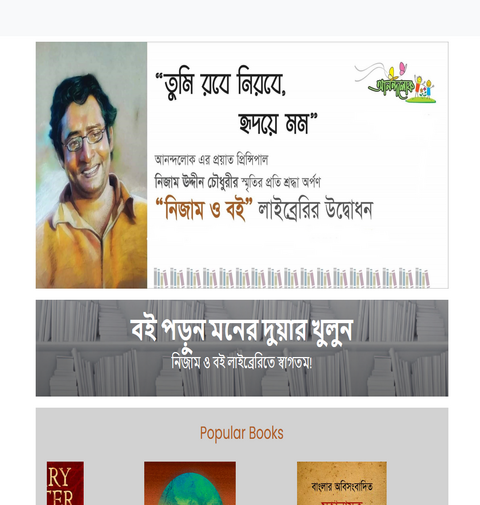 “তুমি রবে নিরবে,
হৃদয়ে মম”
আনন্দলোক
আনন্দলোক এর প্রয়াত প্রিন্সিপাল
নিজাম উদ্দীন চৌধুরীর স্মৃতির প্রতি শ্রদ্ধা অর্পণ
“নিজাম ও বই” লাইব্রেরির উদ্বোধন
বই পড়ুন মনের দুয়ার খুলুন
নিজাম ও বই লাইব্রেরিতে স্বাগতম!
Popular Books
RY
TER
বাংলার অবিসংবাদিত